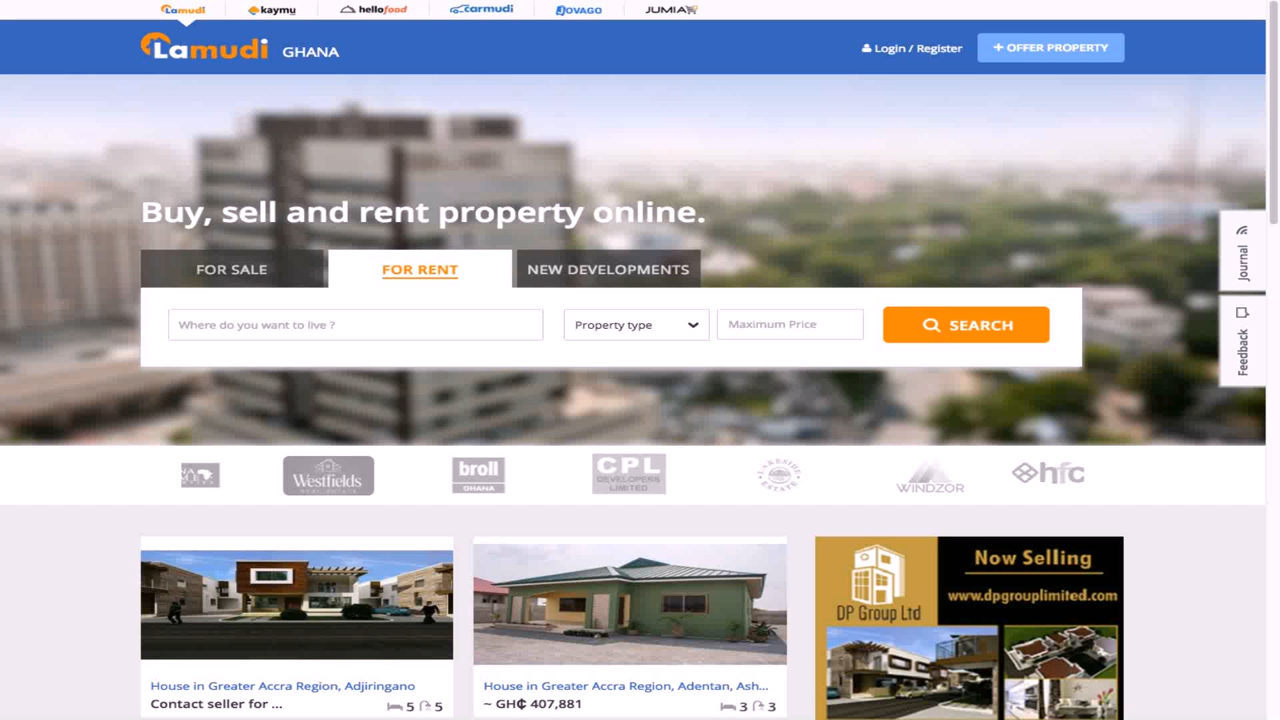 Lamudi kaymu hellofood carmudi JOVAGO JUMIA
Lamudi GHANA
Login / Register
+ OFFER PROPERTY
Buy, sell and rent property online.
FOR SALE
FOR RENT
NEW DEVELOPMENTS
Where do you want to live ?
Property type
Maximum Price
SEARCH
Journal
Feedback
Westfields
REAL ESTATE
broll
GHANA
CPL
DEVELOPERS
LIMITED
LAKESIDE
ESTATE
WINDZOR
hfc
DP Group Ltd
Now Selling
www.dpgrouplimited.com
House in Greater Accra Region, Adjiringano
Contact seller for ...
5 5
House in Greater Accra Region, Adentan, Ash...
~ GH₵ 407,881
3 3